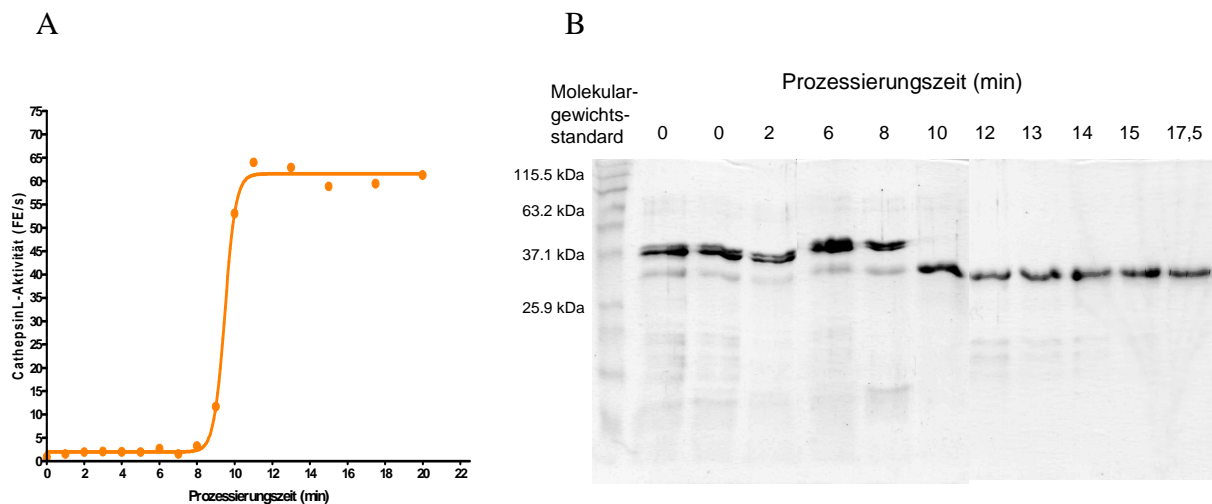 A
75
70
65
60
55
50
45
40
35
30
25
20
15
10
5
0
CathepsinL-Aktivität (FE/s)
0 2 4 6 8 10 12 14 16 18 20 22
Prozessierungszeit (min)
B
Prozessierungszeit (min)
Molekular-
gewichts-
standard
0 0 2 6 8 10 12 13 14 15 17,5
115.5 kDa
63.2 kDa
37.1 kDa
25.9 kDa